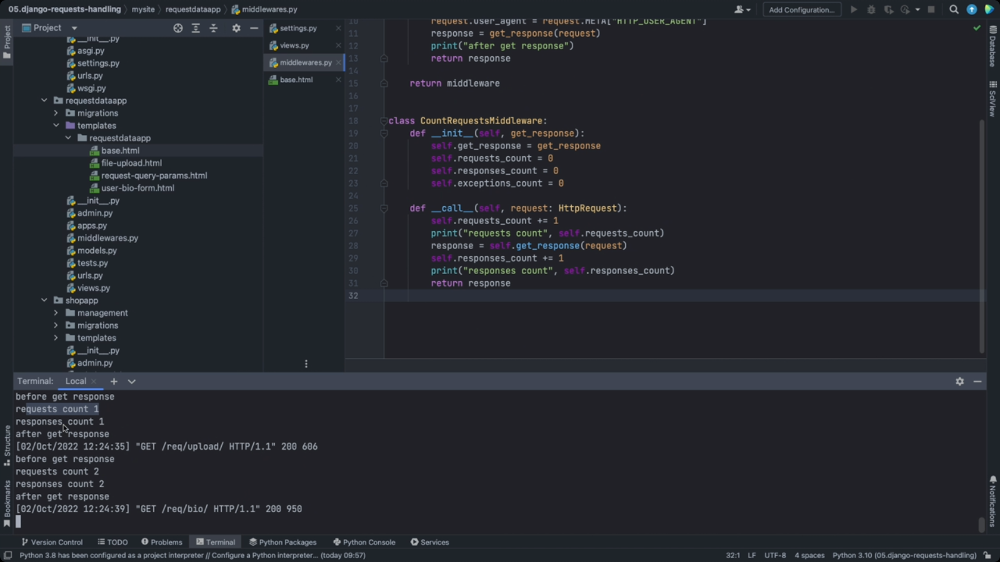 05.django-requests-handling
mysite
requestdataapp
middlewares.py
Add Configuration...
Project
Project
__init__.py
asgi.py
settings.py
urls.py
wsgi.py
requestdataapp
migrations
templates
requestdataapp
base.html
file-upload.html
request-query-params.html
user-bio-form.html
__init__.py
admin.py
apps.py
middlewares.py
models.py
tests.py
urls.py
views.py
shopapp
management
migrations
templates
__init__.py
admin.py
settings.py
views.py
middlewares.py
base.html
10 request.user_agent = request.META["HTTP_USER_AGENT"]
11 response = get_response(request)
12 print("after get response")
13 return response
14
15 return middleware
16
17
18 class CountRequestsMiddleware:
19 def __init__(self, get_response):
20 self.get_response = get_response
21 self.requests_count = 0
22 self.responses_count = 0
23 self.exceptions_count = 0
24
25 def __call__(self, request: HttpRequest):
26 self.requests_count += 1
27 print("requests count", self.requests_count)
28 response = self.get_response(request)
29 self.responses_count += 1
30 print("responses count", self.responses_count)
31 return response
32
Database
SciView
Notifications
Structure
Bookmarks
Terminal: Local
before get response
requests count 1
responses count 1
after get response
[02/Oct/2022 12:24:35] "GET /req/upload/ HTTP/1.1" 200 606
before get response
requests count 2
responses count 2
after get response
[02/Oct/2022 12:24:39] "GET /req/bio/ HTTP/1.1" 200 950
Version Control
TODO
Problems
Terminal
Python Packages
Python Console
Services
Python 3.8 has been configured as a project interpreter // Configure a Python interpreter... (today 09:57)
32:1 LF UTF-8 4 spaces Python 3.10 (05.django-requests-handling)